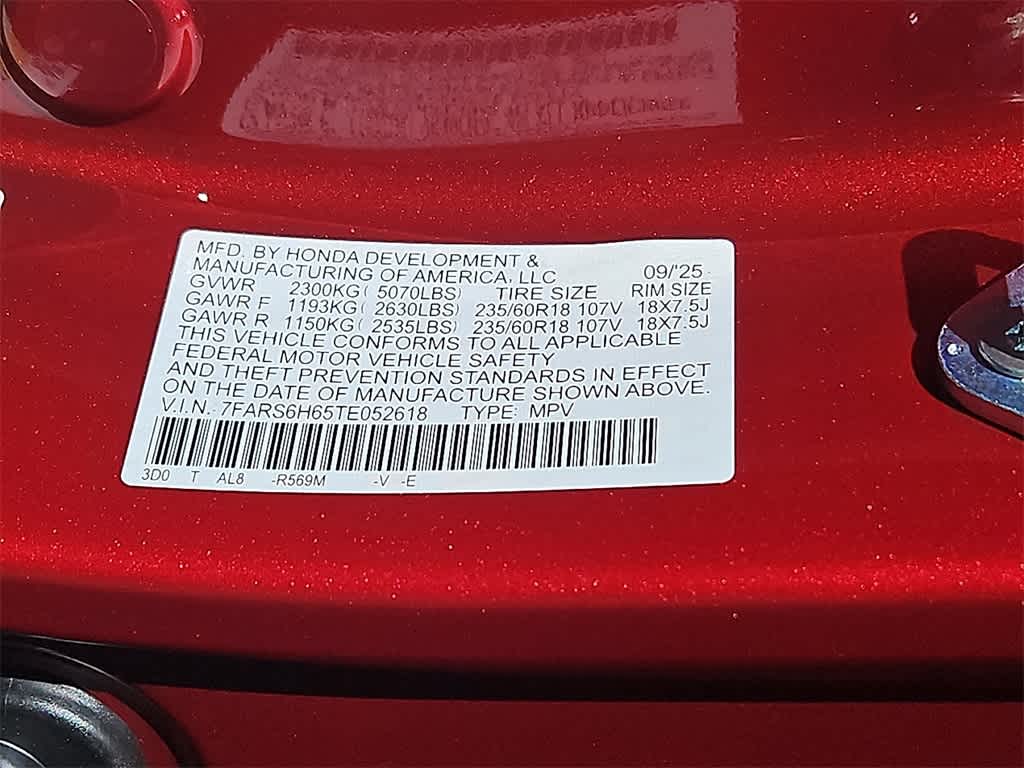 MFD. BY HONDA DEVELOPMENT &
MANUFACTURING OF AMERICA, LLC 09/'25
GVWR 2300KG( 5070LBS) TIRE SIZE RIM SIZE
GAWR F 1193KG( 2630LBS) 235/60R18 107V 18X7.5J
GAWR R 1150KG( 2535LBS) 235/60R18 107V 18X7.5J
THIS VEHICLE CONFORMS TO ALL APPLICABLE
FEDERAL MOTOR VEHICLE SAFETY
AND THEFT PREVENTION STANDARDS IN EFFECT
ON THE DATE OF MANUFACTURE SHOWN ABOVE.
V.I.N. 7FARS6H65TE052618 TYPE: MPV
3D0 T AL8 -R569M -V -E